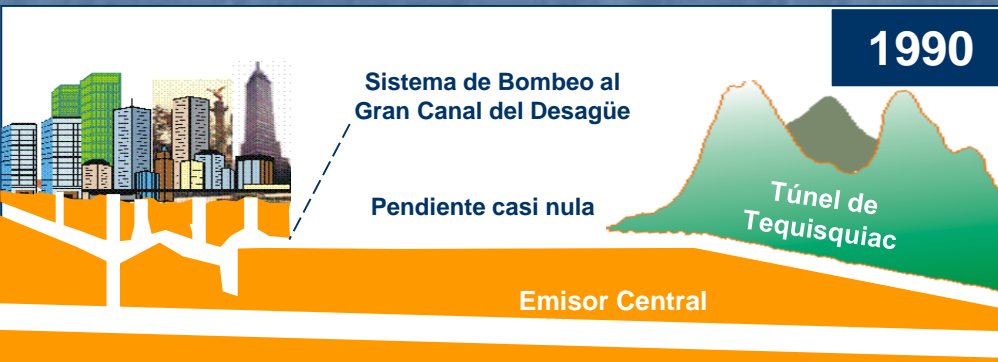 1990
Sistema de Bombeo al
Gran Canal del Desagüe
Pendiente casi nula
Túnel de
Tequisquiac
Emisor Central